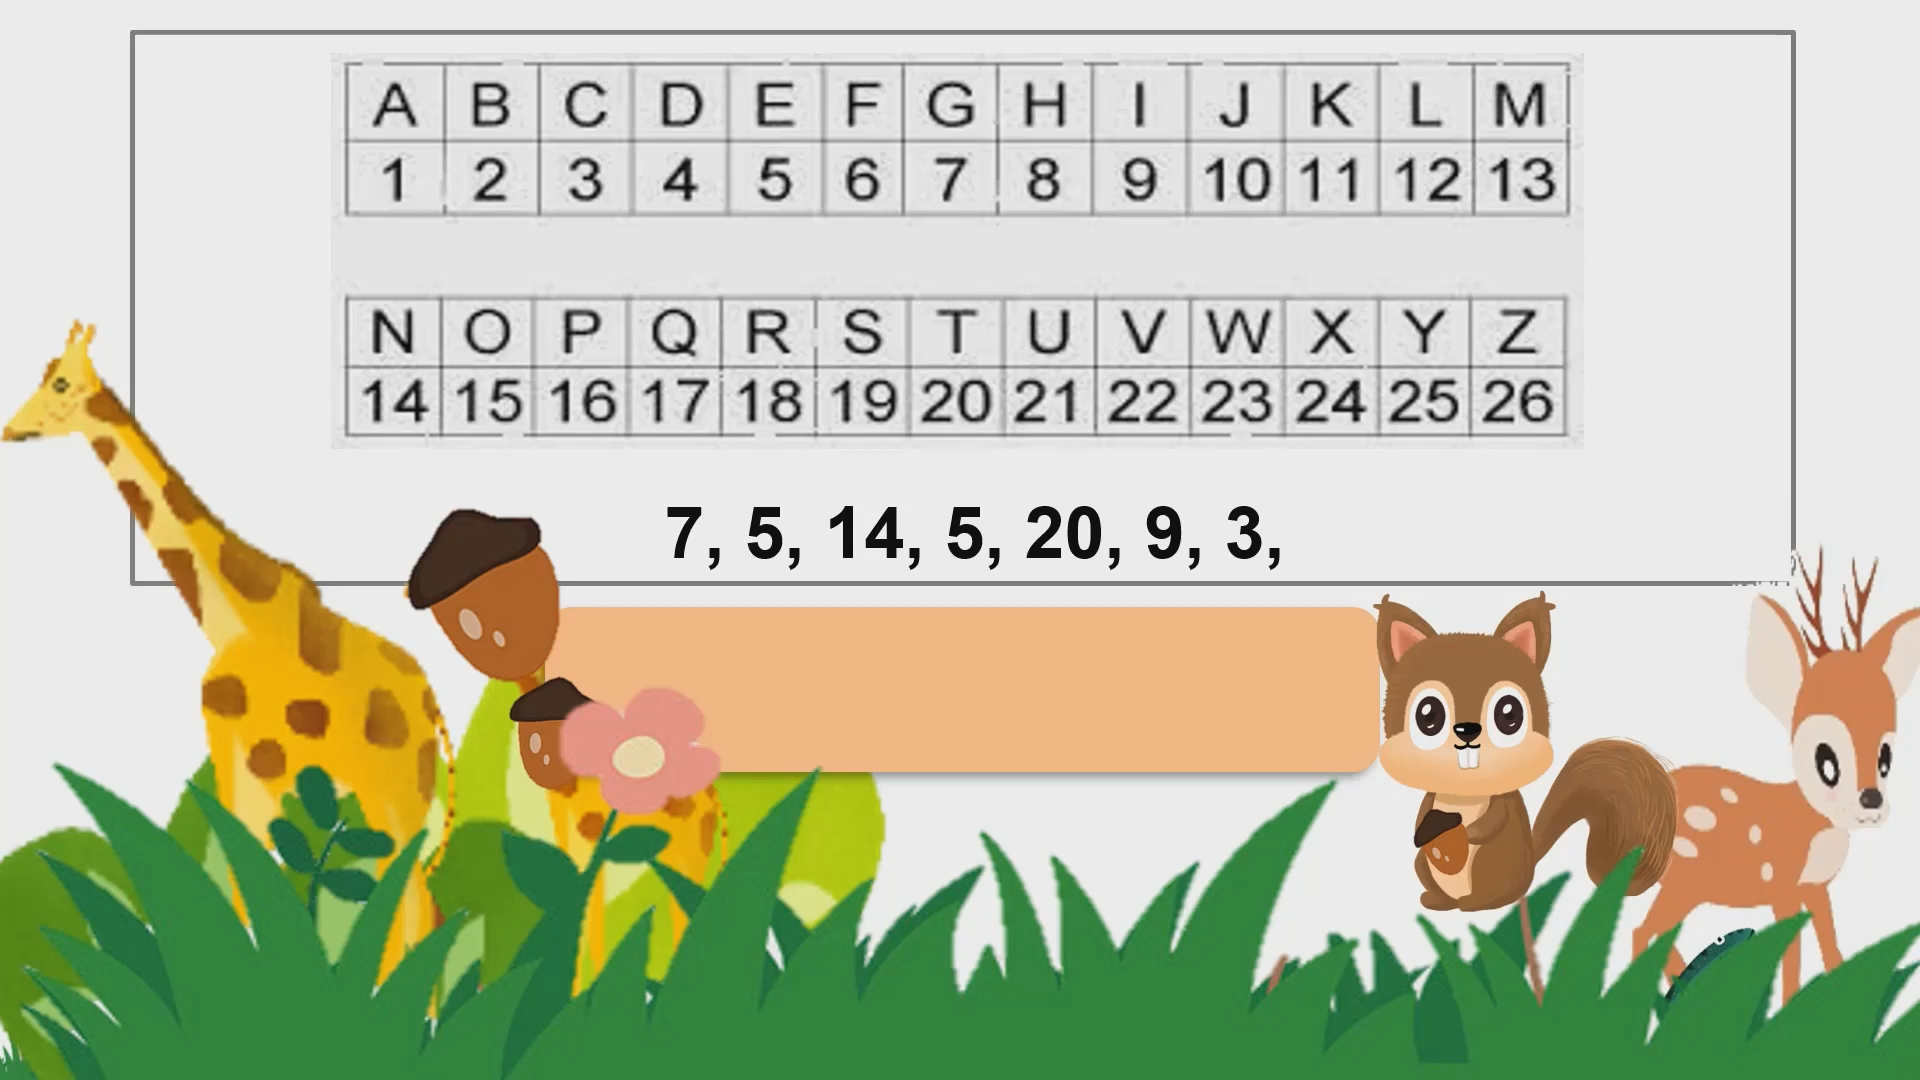 A B C D E F G H I J K L M
1 2 3 4 5 6 7 8 9 10 11 12 13
N O P Q R S T U V W X Y Z
14 15 16 17 18 19 20 21 22 23 24 25 26
7, 5, 14, 5, 20, 9, 3,